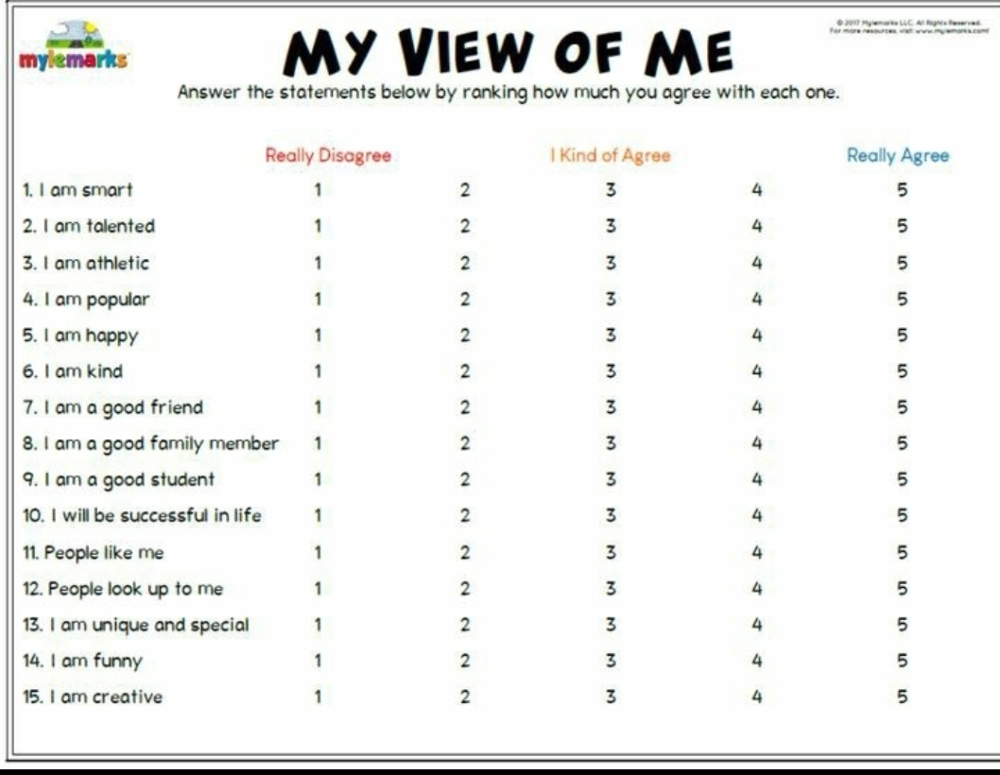 mylemarks
MY VIEW OF ME
© 2017 Mylemarks LLC. All Rights Reserved.
For more resources, visit www.mylemarks.com!
Answer the statements below by ranking how much you agree with each one.
Really Disagree I Kind of Agree Really Agree
1. I am smart 1 2 3 4 5
2. I am talented 1 2 3 4 5
3. I am athletic 1 2 3 4 5
4. I am popular 1 2 3 4 5
5. I am happy 1 2 3 4 5
6. I am kind 1 2 3 4 5
7. I am a good friend 1 2 3 4 5
8. I am a good family member 1 2 3 4 5
9. I am a good student 1 2 3 4 5
10. I will be successful in life 1 2 3 4 5
11. People like me 1 2 3 4 5
12. People look up to me 1 2 3 4 5
13. I am unique and special 1 2 3 4 5
14. I am funny 1 2 3 4 5
15. I am creative 1 2 3 4 5